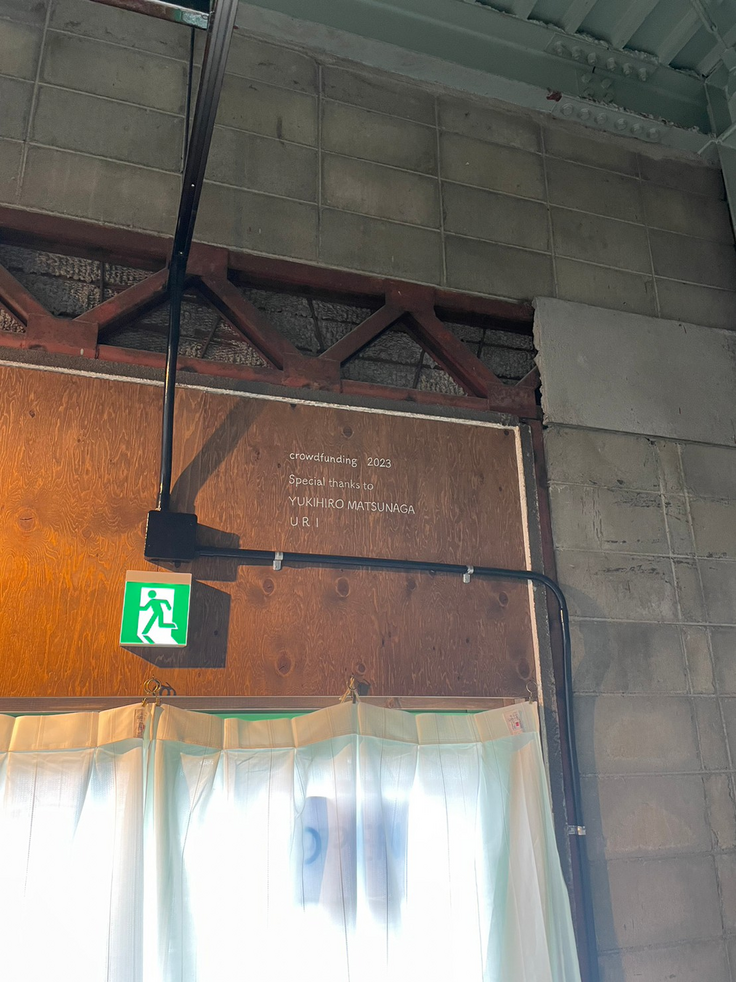 crowdfunding 2023
Special thanks to
YUKIHIRO MATSUNAGA
URI